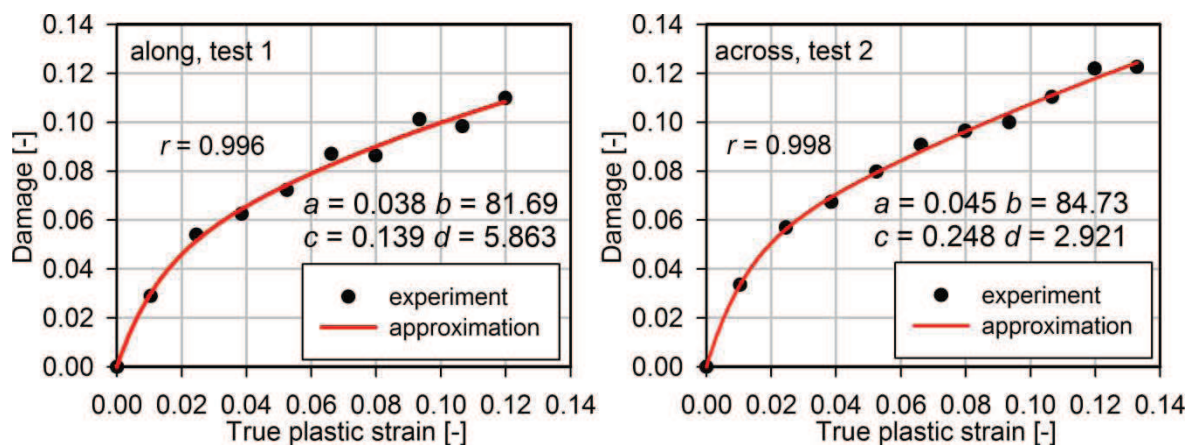 0.14
0.12
0.10
0.08
0.06
0.04
0.02
0.00
Damage [-]
along, test 1
r = 0.996
a = 0.038 b = 81.69
c = 0.139 d = 5.863
experiment
approximation
0.00 0.02 0.04 0.06 0.08 0.10 0.12 0.14
True plastic strain [-]
0.14
0.12
0.10
0.08
0.06
0.04
0.02
0.00
Damage [-]
across, test 2
r = 0.998
a = 0.045 b = 84.73
c = 0.248 d = 2.921
experiment
approximation
0.00 0.02 0.04 0.06 0.08 0.10 0.12 0.14
True plastic strain [-]